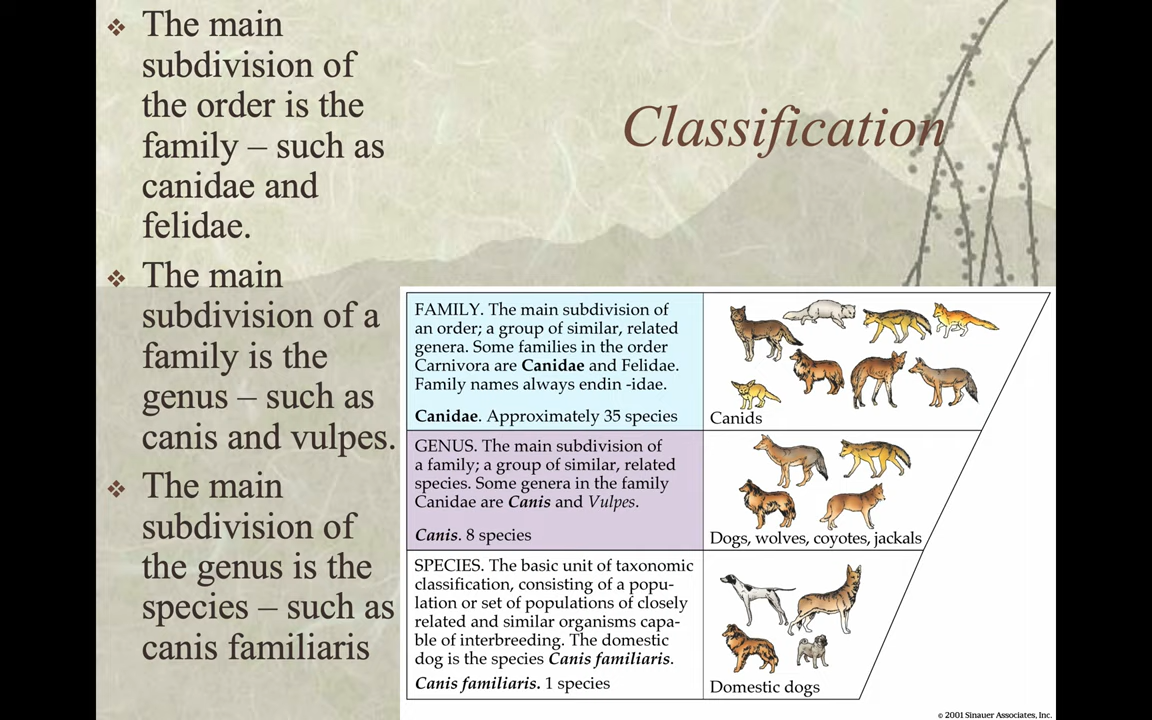 The main
subdivision of
the order is the
family – such as
canidae and
felidae.
The main
subdivision of a
family is the
genus – such as
canis and vulpes.
The main
subdivision of
the genus is the
species – such as
canis familiaris
Classification
FAMILY. The main subdivision of
an order; a group of similar, related
genera. Some families in the order
Carnivora are Canidae and Felidae.
Family names always endin -idae.
Canidae. Approximately 35 species
Canids
GENUS. The main subdivision of
a family; a group of similar, related
species. Some genera in the family
Canidae are Canis and Vulpes.
Canis. 8 species
Dogs, wolves, coyotes, jackals
SPECIES. The basic unit of taxonomic
classification, consisting of a popu-
lation or set of populations of closely
related and similar organisms capa-
ble of interbreeding. The domestic
dog is the species Canis familiaris.
Canis familiaris. 1 species
Domestic dogs
© 2001 Sinauer Associates, Inc.